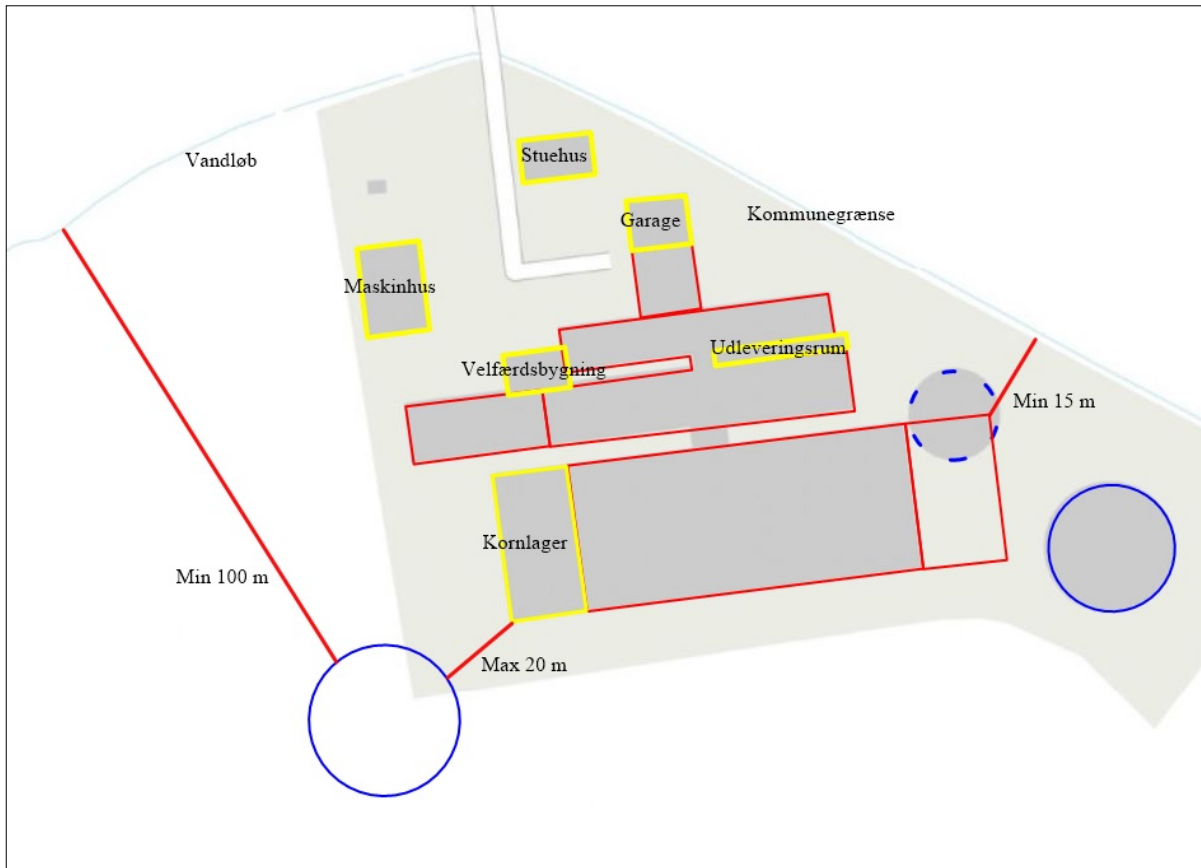 Stuehus
Vandløb
Garage
Kommunegrænse
Maskinhus
Udleveringsrum
Velfærdsbygning
Min 15 m
Kornlager
Min 100 m
Max 20 m